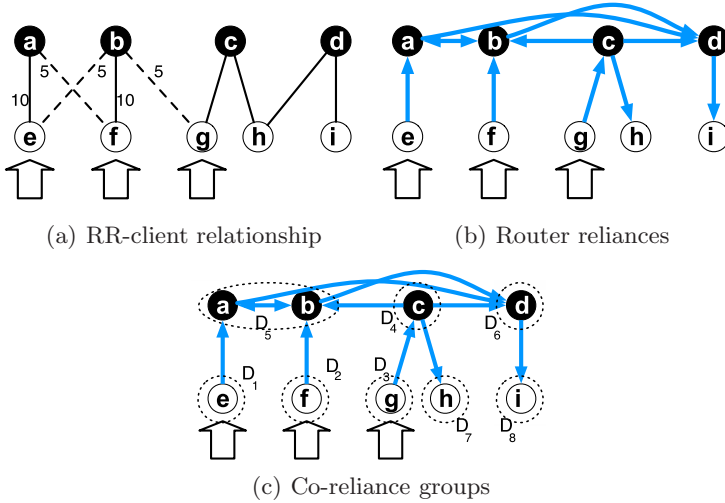 a b c d
5 5 5
10 10
e f g h i
a b c d
e f g h i
(a) RR-client relationship
(b) Router reliances
a b c d
D5 D4 D6
D1 D2 D3
e f g h i
D7 D8
(c) Co-reliance groups